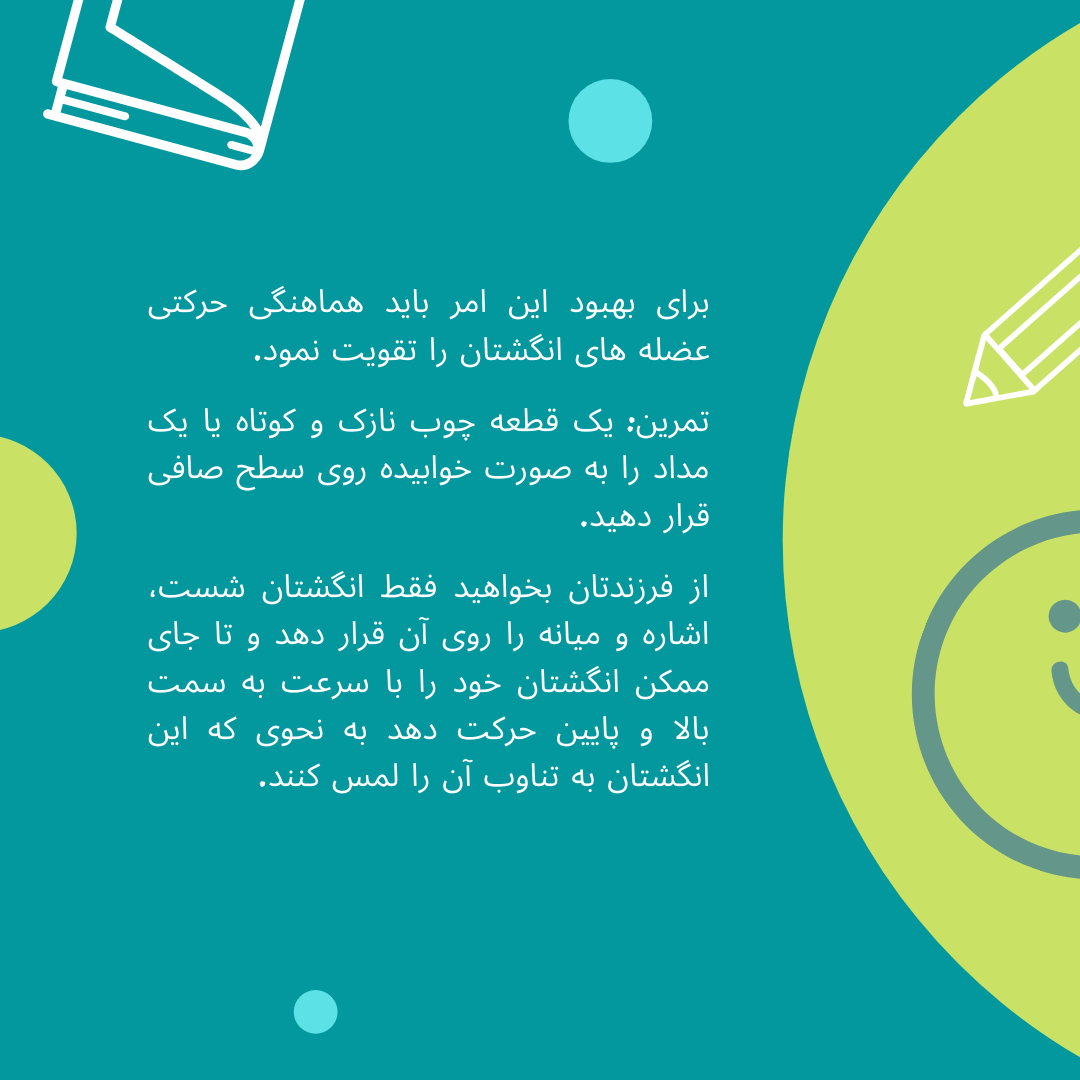 برای بهبود این امر باید هماهنگی حرکتی
عضله های انگشتان را تقویت نمود.
تمرین: یک قطعه چوب نازک و کوتاه یا یک
مداد را به صورت خوابیده روی سطح صافی
قرار دهید.
از فرزندتان بخواهید فقط انگشتان شست،
اشاره و میانه را روی آن قرار دهد و تا جای
ممکن انگشتان خود را با سرعت به سمت
بالا و پایین حرکت دهد به نحوی که این
انگشتان به تناوب آن را لمس کنند.